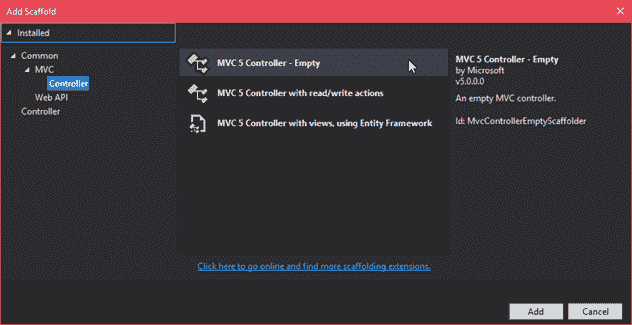 Add Scaffold
Installed
Common
MVC
Controller
Web API
Controller
MVC 5 Controller - Empty
MVC 5 Controller with read/write actions
MVC 5 Controller with views, using Entity Framework
Click here to go online and find more scaffolding extensions.
MVC 5 Controller - Empty
by Microsoft
v5.0.0.0
An empty MVC controller.
Id: MvcControllerEmptyScaffolder
Add
Cancel